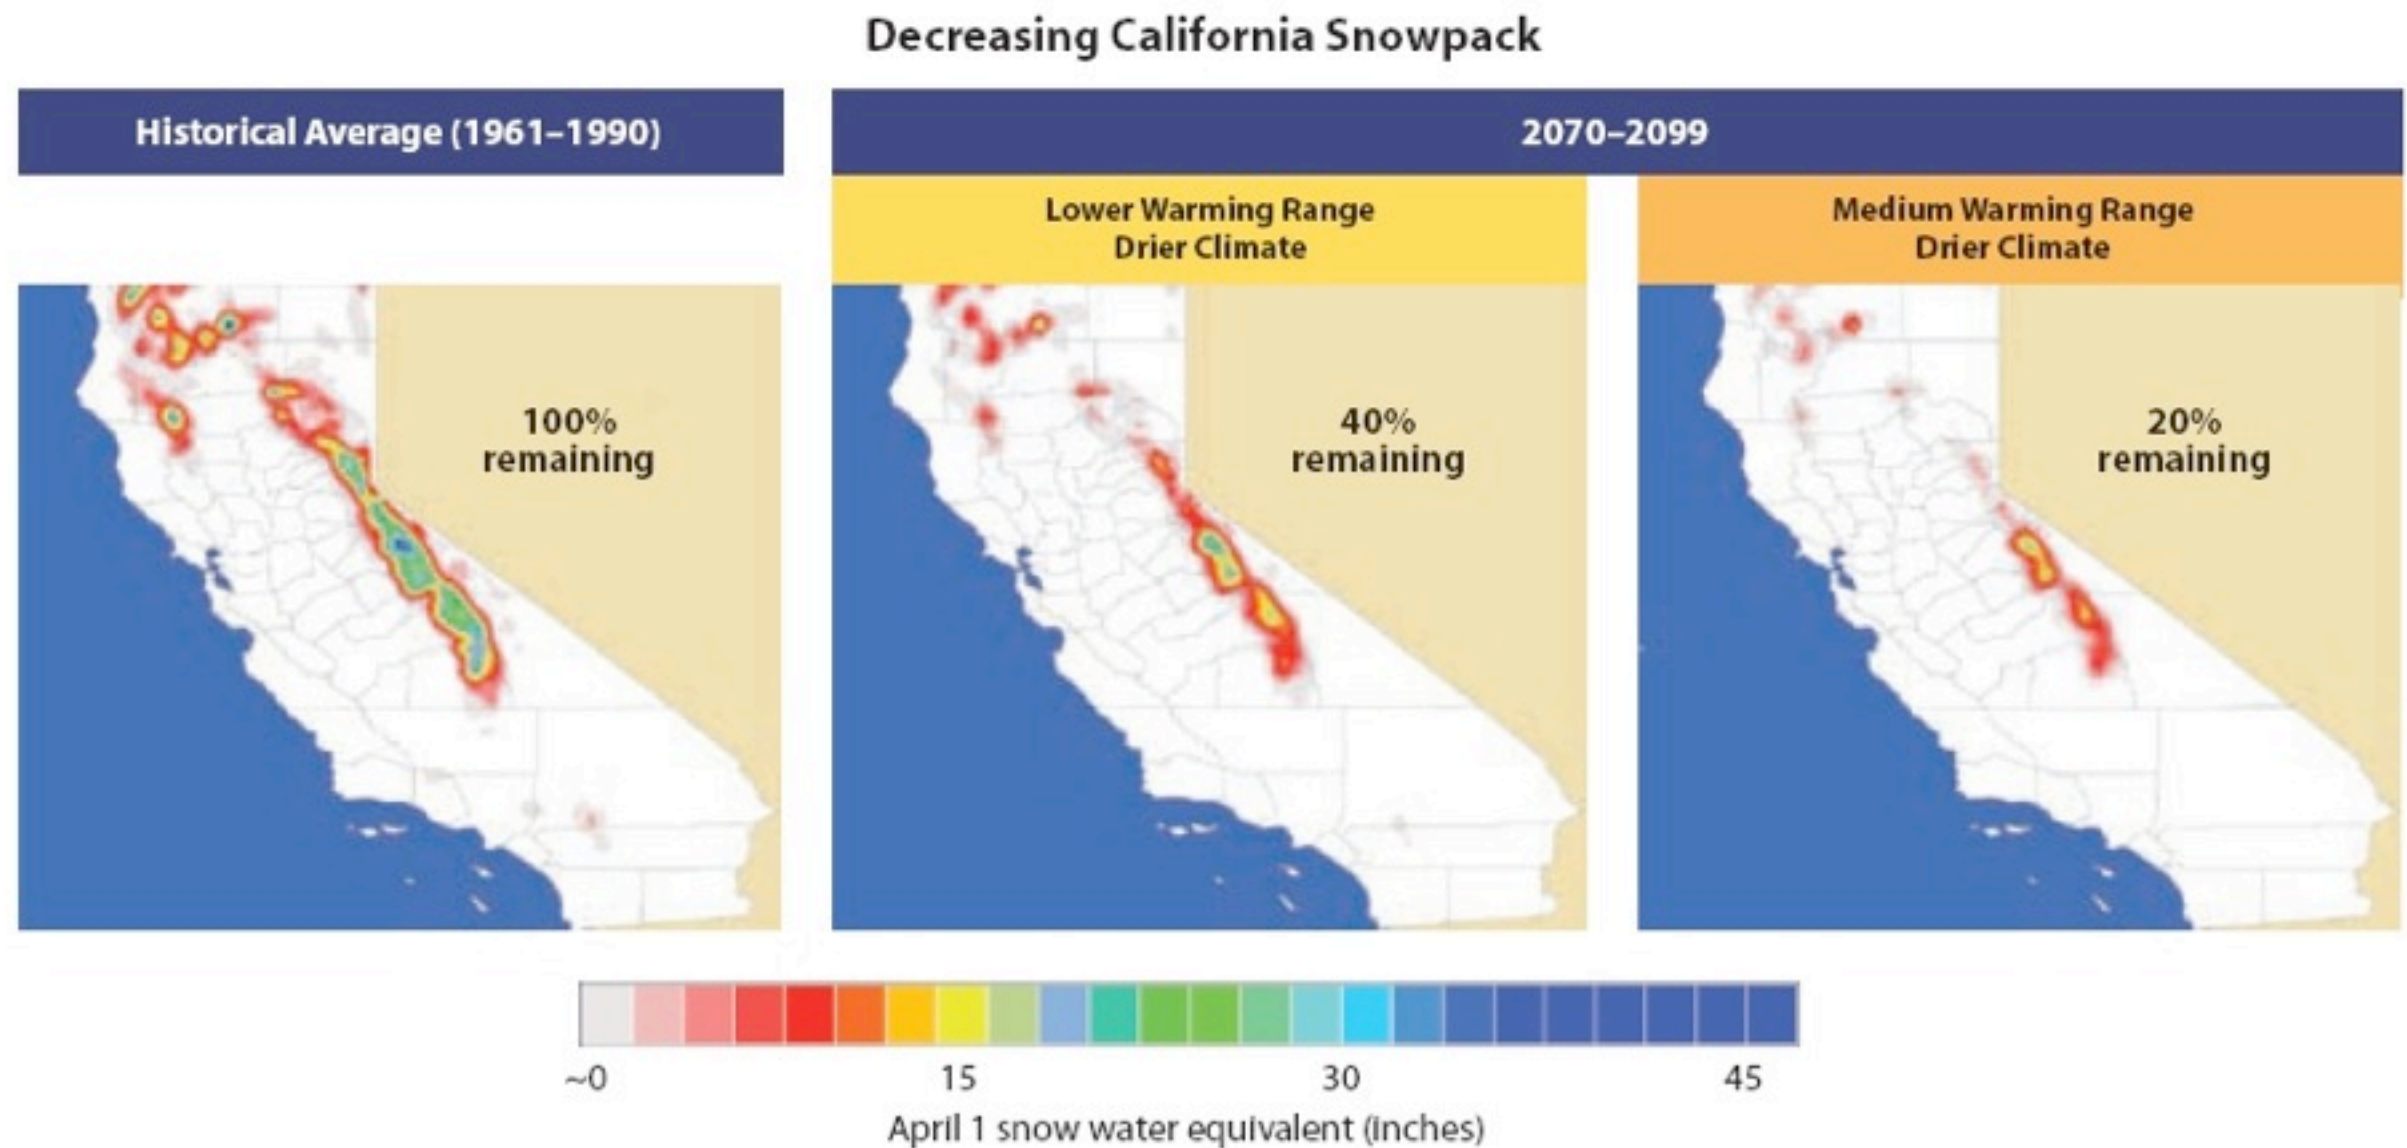 Decreasing California Snowpack
Historical Average (1961–1990)
2070–2099
Lower Warming Range
Drier Climate
Medium Warming Range
Drier Climate
100%
remaining
40%
remaining
20%
remaining
~0
15
30
45
April 1 snow water equivalent (inches)